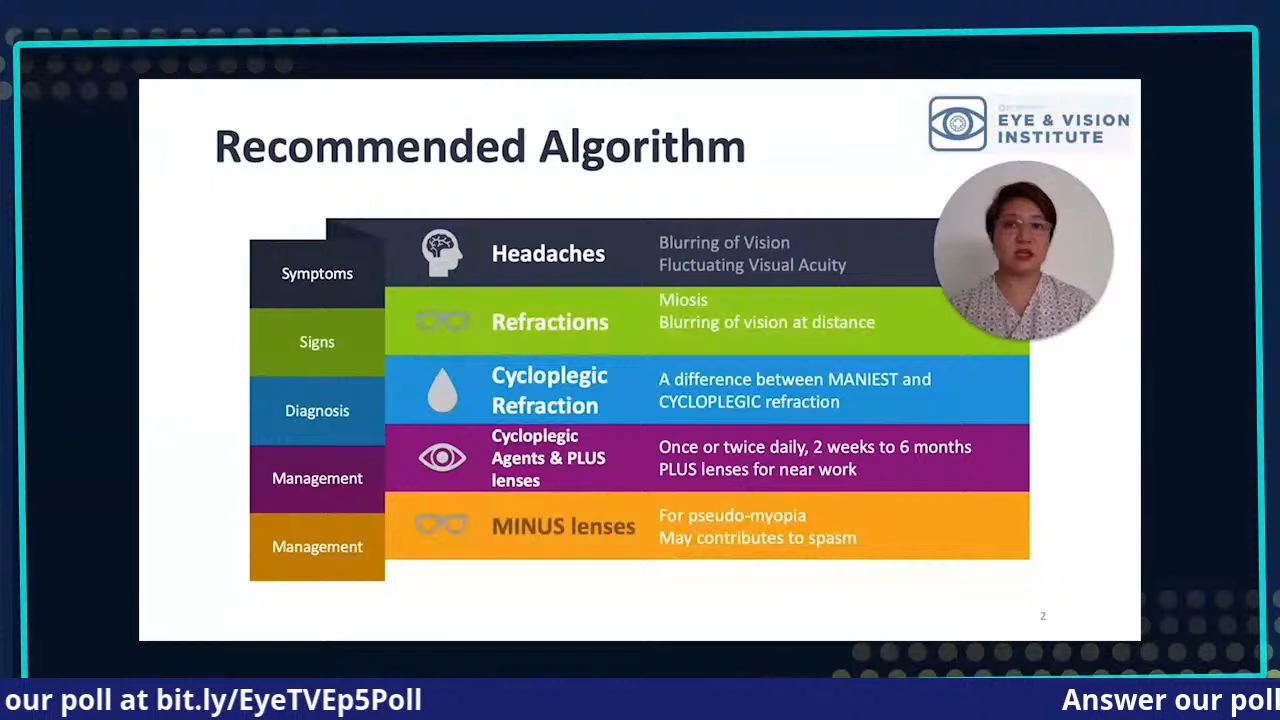 EYE & VISION
INSTITUTE
Recommended Algorithm
Symptoms
Headaches
Blurring of Vision
Fluctuating Visual Acuity
Signs
Refractions
Miosis
Blurring of vision at distance
Diagnosis
Cycloplegic
Refraction
A difference between MANIEST and
CYCLOPLEGIC refraction
Management
Cycloplegic
Agents & PLUS
lenses
Once or twice daily, 2 weeks to 6 months
PLUS lenses for near work
Management
MINUS lenses
For pseudo-myopia
May contributes to spasm
2
our poll at bit.ly/EyeTVEp5Poll
Answer our poll